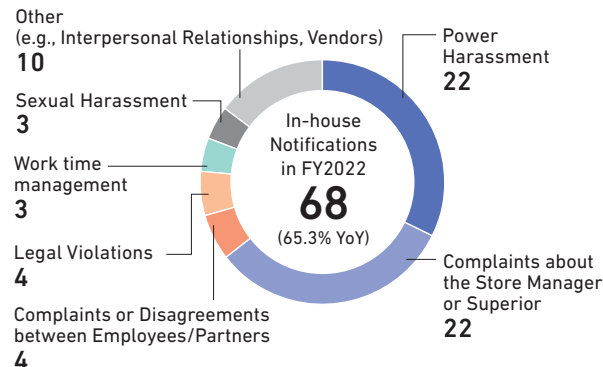 Other
(e.g., Interpersonal Relationships, Vendors)
10
Sexual Harassment
3
Work time
management
3
Legal Violations
4
Complaints or Disagreements
between Employees/Partners
4
In-house
Notifications
in FY2022
68
(65.3% YoY)
Power
Harassment
22
Complaints about
the Store Manager
or Superior
22